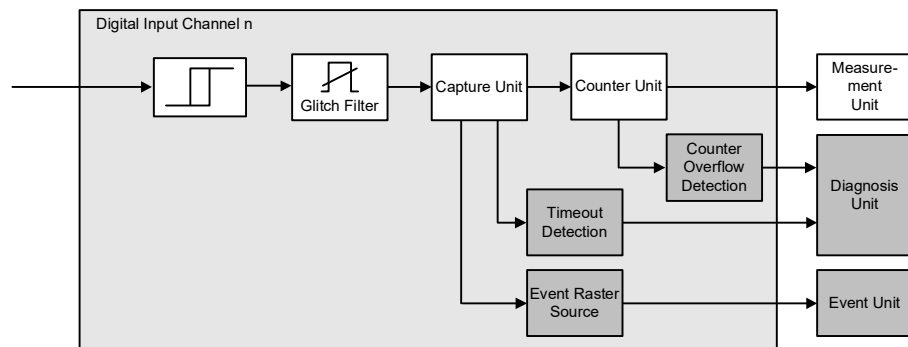 Digital Input Channel n
Glitch Filter
Capture Unit
Counter Unit
Measure-
ment
Unit
Counter
Overflow
Detection
Diagnosis
Unit
Timeout
Detection
Event Raster
Source
Event Unit